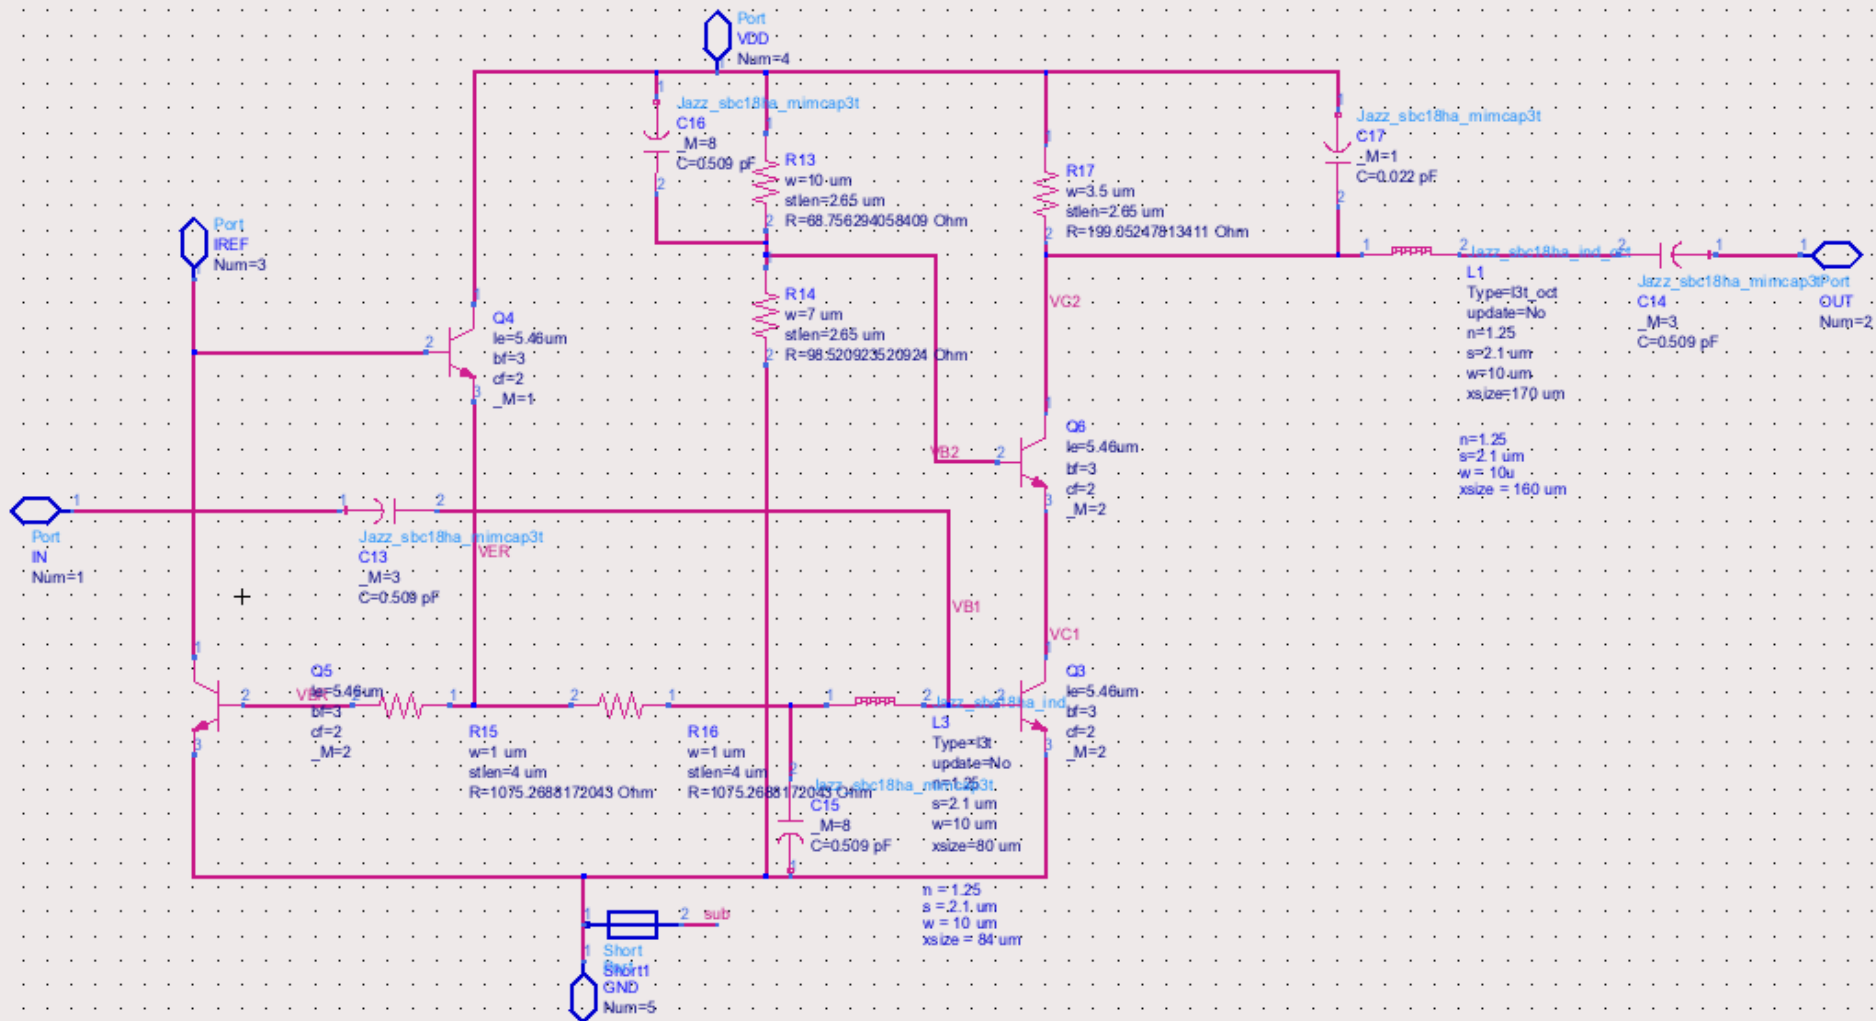 Port
VDD
Num=4
Jazz_sbc18ha_mimcap3t
C16
_M=8
C=0.509 pF
R13
w=10 um
stlen=2.65 um
R=68.756294058409 Ohm
R17
w=3.5 um
stlen=2.65 um
R=199.05247813411 Ohm
Jazz_sbc18ha_mimcap3t
C17
_M=1
C=0.022 pF
Port
IREF
Num=3
Q4
le=5.46um
bf=3
cf=2
_M=1
R14
w=7 um
stlen=2.65 um
R=98.520923520924 Ohm
VG2
Jazz_sbc18ha_ind_oct
L1
Type=l3t_oct
update=No
n=1.25
s=2.1 um
w=10 um
xsize=170 um
n=1.25
s=2.1 um
w = 10u
xsize = 160 um
Jazz_sbc18ha_mimcap3t
C14
_M=3
C=0.509 pF
Port
OUT
Num=2
VB2
Q6
le=5.46um
bf=3
cf=2
_M=2
Port
IN
Num=1
Jazz_sbc18ha_mimcap3t
C13
_M=3
C=0.509 pF
VER
VB1
VC1
Q5
le=5.46um
bf=3
cf=2
_M=2
R15
w=1 um
stlen=4 um
R=1075.2688172043 Ohm
R16
w=1 um
stlen=4 um
R=1075.2688172043 Ohm
Jazz_sbc18ha_mimcap3t
C15
_M=8
C=0.509 pF
Jazz_sbc18ha_ind
L3
Type=l3t
update=No
n=1.25
s=2.1 um
w=10 um
xsize=80 um
n = 1.25
s = 2.1 um
w = 10 um
xsize = 84 um
Q3
le=5.46um
bf=3
cf=2
_M=2
sub
Short
Short1
GND
Num=5